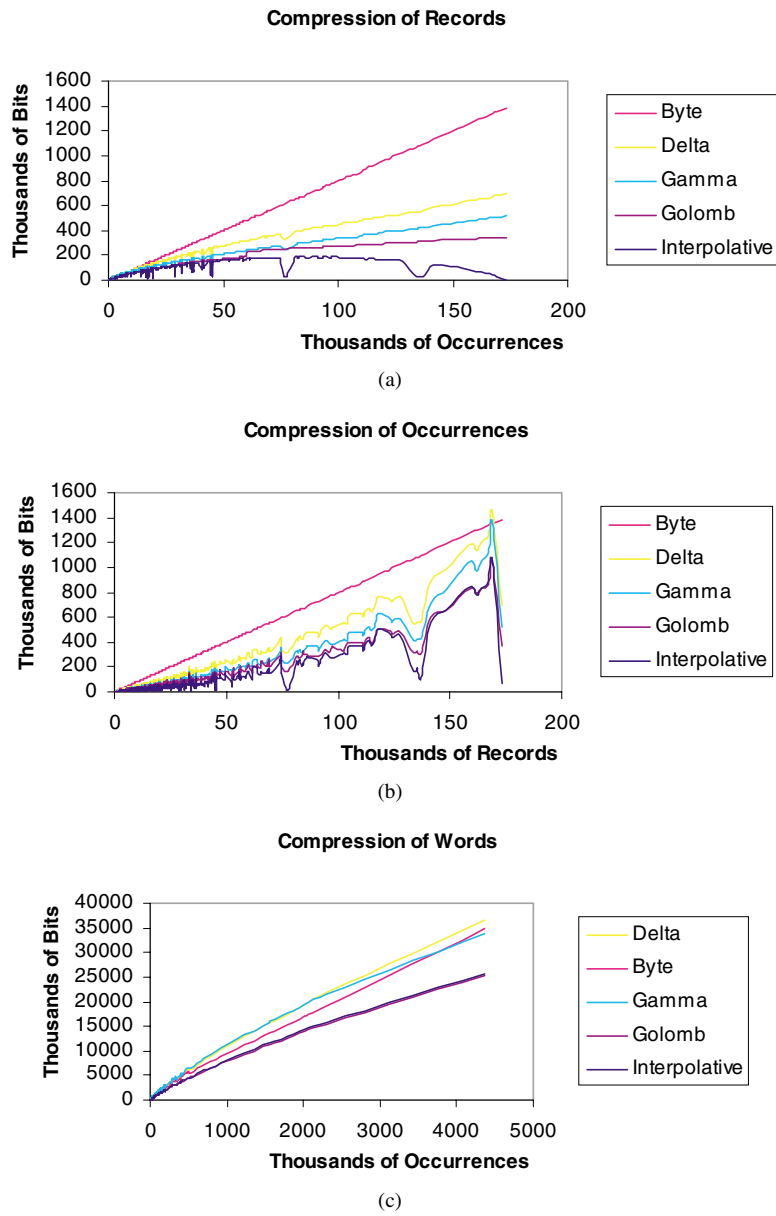 Compression of Records
Thousands of Bits
1600
1400
1200
1000
800
600
400
200
0
0 50 100 150 200
Thousands of Occurrences
Byte
Delta
Gamma
Golomb
Interpolative
(a)
Compression of Occurrences
Thousands of Bits
1600
1400
1200
1000
800
600
400
200
0
0 50 100 150 200
Thousands of Records
Byte
Delta
Gamma
Golomb
Interpolative
(b)
Compression of Words
Thousands of Bits
40000
35000
30000
25000
20000
15000
10000
5000
0
0 1000 2000 3000 4000 5000
Thousands of Occurrences
Delta
Byte
Gamma
Golomb
Interpolative
(c)